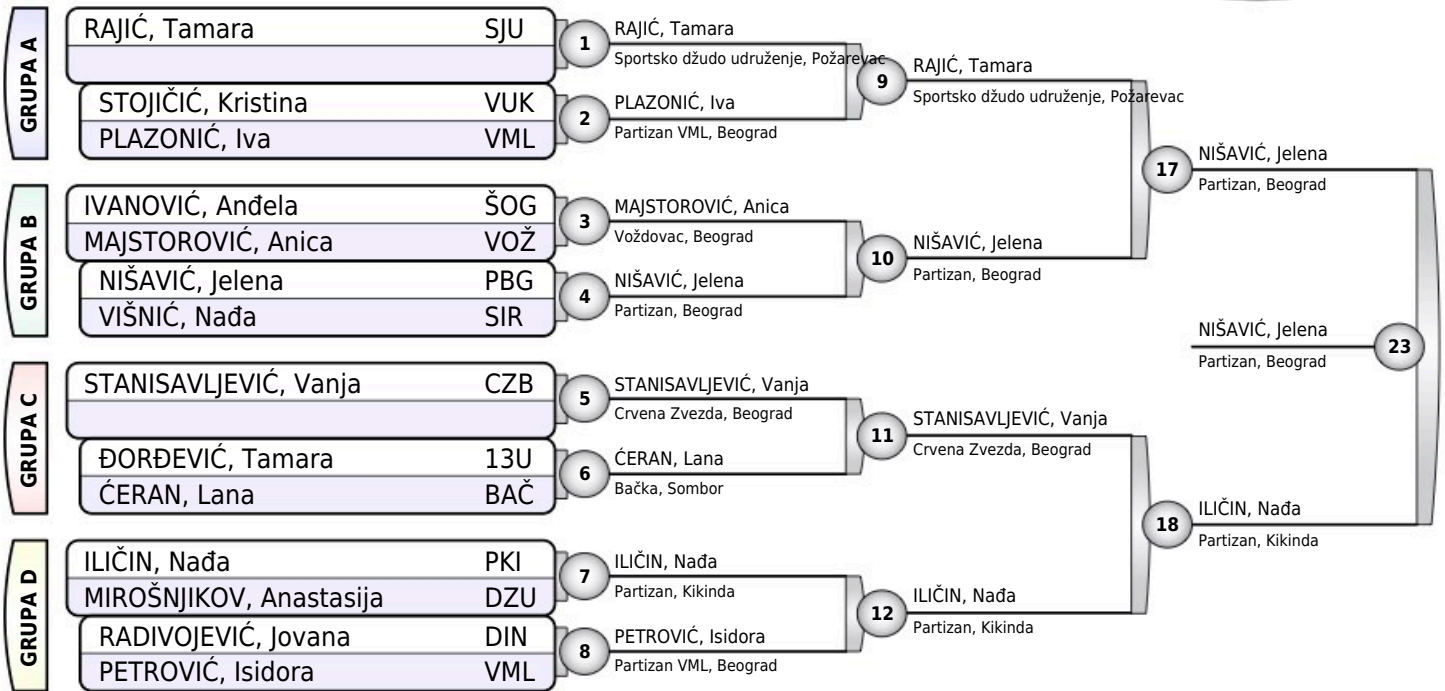 GRUPA A
RAJIĆ, Tamara SJU
STOJIČIĆ, Kristina VUK
PLAZONIĆ, Iva VML
1
RAJIĆ, Tamara
Sportsko džudo udruženje, Požarevac
2
PLAZONIĆ, Iva
Partizan VML, Beograd
9
RAJIĆ, Tamara
Sportsko džudo udruženje, Požarevac
GRUPA B
IVANOVIĆ, Anđela ŠOG
MAJSTOROVIĆ, Anica VOŽ
NIŠAVIĆ, Jelena PBG
VIŠNIĆ, Nađa SIR
3
MAJSTOROVIĆ, Anica
Voždovac, Beograd
4
NIŠAVIĆ, Jelena
Partizan, Beograd
10
NIŠAVIĆ, Jelena
Partizan, Beograd
17
NIŠAVIĆ, Jelena
Partizan, Beograd
GRUPA C
STANISAVLJEVIĆ, Vanja CZB
ĐORĐEVIĆ, Tamara 13U
ĆERAN, Lana BAČ
5
STANISAVLJEVIĆ, Vanja
Crvena Zvezda, Beograd
6
ĆERAN, Lana
Bačka, Sombor
11
STANISAVLJEVIĆ, Vanja
Crvena Zvezda, Beograd
GRUPA D
ILIČIN, Nađa PKI
MIROŠNJIKOV, Anastasija DZU
RADIVOJEVIĆ, Jovana DIN
PETROVIĆ, Isidora VML
7
ILIČIN, Nađa
Partizan, Kikinda
8
PETROVIĆ, Isidora
Partizan VML, Beograd
12
ILIČIN, Nađa
Partizan, Kikinda
18
ILIČIN, Nađa
Partizan, Kikinda
NIŠAVIĆ, Jelena
Partizan, Beograd
23